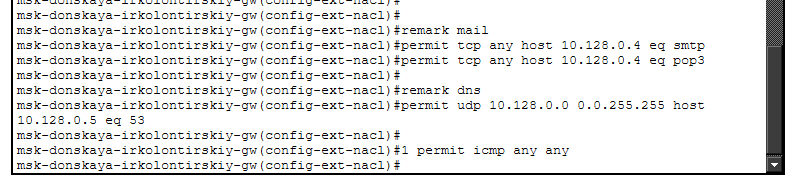 msk-donskaya-irkolontirskiy-gw(config-ext-nacl)#
msk-donskaya-irkolontirskiy-gw(config-ext-nacl)#
msk-donskaya-irkolontirskiy-gw(config-ext-nacl)#remark mail
msk-donskaya-irkolontirskiy-gw(config-ext-nacl)#permit tcp any host 10.128.0.4 eq smtp
msk-donskaya-irkolontirskiy-gw(config-ext-nacl)#permit tcp any host 10.128.0.4 eq pop3
msk-donskaya-irkolontirskiy-gw(config-ext-nacl)#
msk-donskaya-irkolontirskiy-gw(config-ext-nacl)#remark dns
msk-donskaya-irkolontirskiy-gw(config-ext-nacl)#permit udp 10.128.0.0 0.0.255.255 host
10.128.0.5 eq 53
msk-donskaya-irkolontirskiy-gw(config-ext-nacl)#
msk-donskaya-irkolontirskiy-gw(config-ext-nacl)#1 permit icmp any any
msk-donskaya-irkolontirskiy-gw(config-ext-nacl)#